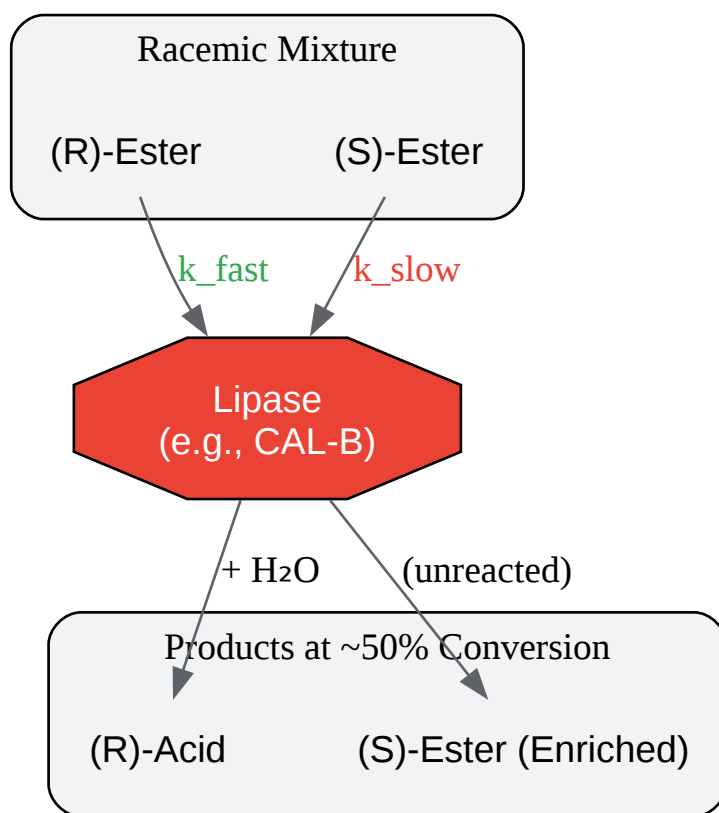 Racemic Mixture
(R)-Ester
(S)-Ester
k_fast
k_slow
Lipase
(e.g., CAL-B)
+ H₂O
(unreacted)
Products at ~50% Conversion
(R)-Acid
(S)-Ester (Enriched)